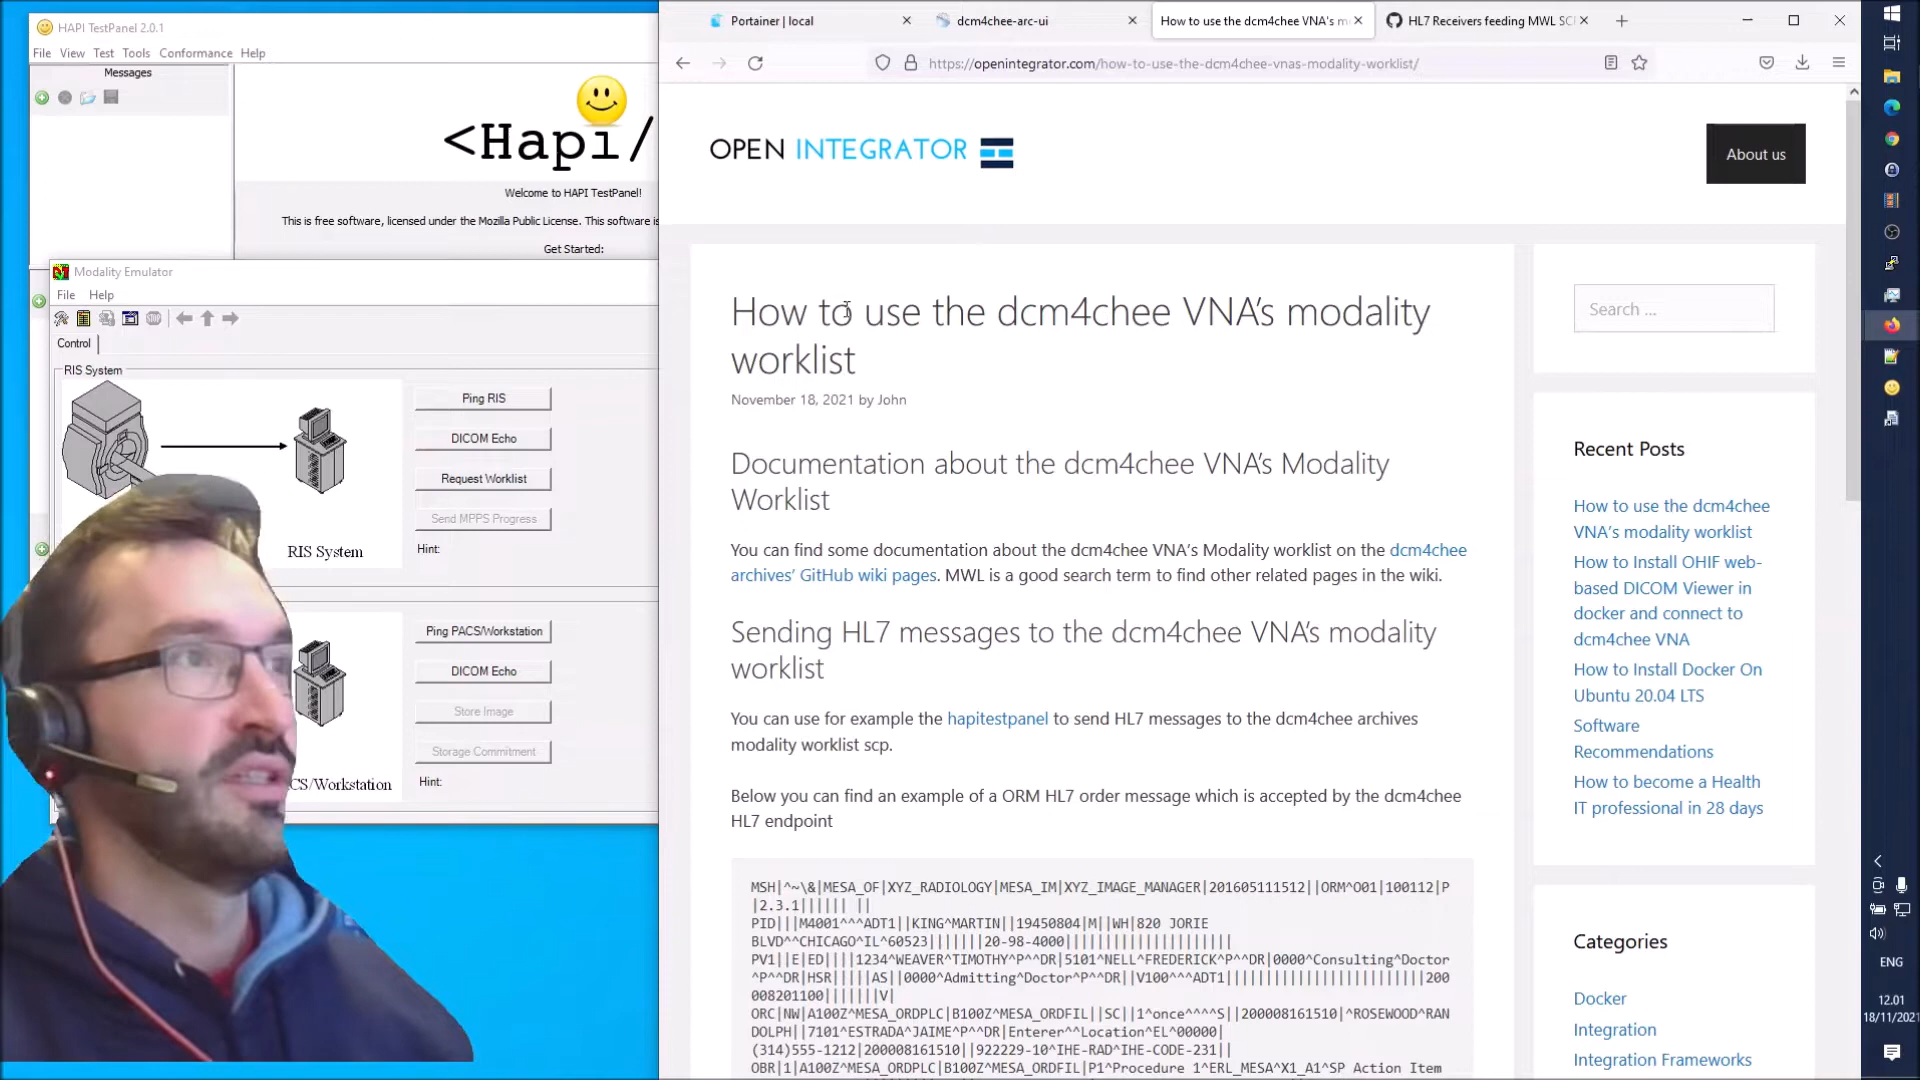 HAPI TestPanel 2.0.1
File View Test Tools Conformance Help
Messages
<Hapi/
Welcome to HAPI TestPanel!
This is free software, licensed under the Mozilla Public License. This software is
Get Started:
Modality Emulator
File Help
Control
RIS System
Ping RIS
DICOM Echo
Request Worklist
Send MPPS Progress
RIS System
Hint:
Ping PACS/Workstation
DICOM Echo
Store Image
Storage Commitment
CS/Workstation
Hint:
Portainer | local
dcm4chee-arc-ui
How to use the dcm4chee VNA's m
HL7 Receivers feeding MWL SC
https://openintegrator.com/how-to-use-the-dcm4chee-vnas-modality-worklist/
OPEN INTEGRATOR
About us
How to use the dcm4chee VNA’s modality
worklist
November 18, 2021 by John
Documentation about the dcm4chee VNA’s Modality
Worklist
You can find some documentation about the dcm4chee VNA’s Modality worklist on the dcm4chee
archives’ GitHub wiki pages. MWL is a good search term to find other related pages in the wiki.
Sending HL7 messages to the dcm4chee VNA’s modality
worklist
You can use for example the hapitestpanel to send HL7 messages to the dcm4chee archives
modality worklist scp.
Below you can find an example of a ORM HL7 order message which is accepted by the dcm4chee
HL7 endpoint
MSH|^~\&|MESA_OF|XYZ_RADIOLOGY|MESA_IM|XYZ_IMAGE_MANAGER|201605111512||ORM^O01|100112|P
|2.3.1|||||| ||
PID|||M4001^^^ADT1||KING^MARTIN||19450804|M||WH|820 JORIE
BLVD^^CHICAGO^IL^60523|||||||20-98-4000||||||||||||||||||||||
PV1||E|ED||||1234^WEAVER^TIMOTHY^P^^DR|5101^NELL^FREDERICK^P^^DR|0000^Consulting^Doctor
^P^^DR|HSR|||||AS||0000^Admitting^Doctor^P^^DR||V100^^^ADT1|||||||||||||||||||||||||200
008201100|||||||V|
ORC|NW|A100Z^MESA_ORDPLC|B100Z^MESA_ORDFIL||SC||1^once^^^^S||200008161510|^ROSEWOOD^RAN
DOLPH||7101^ESTRADA^JAIME^P^^DR|Enterer^^Location^EL^00000|
(314)555-1212|200008161510||922229-10^IHE-RAD^IHE-CODE-231||
OBR|1|A100Z^MESA_ORDPLC|B100Z^MESA_ORDFIL|P1^Procedure 1^ERL_MESA^X1_A1^SP Action Item
Search ...
Recent Posts
How to use the dcm4chee
VNA’s modality worklist
How to Install OHIF web-
based DICOM Viewer in
docker and connect to
dcm4chee VNA
How to Install Docker On
Ubuntu 20.04 LTS
Software
Recommendations
How to become a Health
IT professional in 28 days
Categories
Docker
Integration
Integration Frameworks
ENG
12.01
18/11/2021